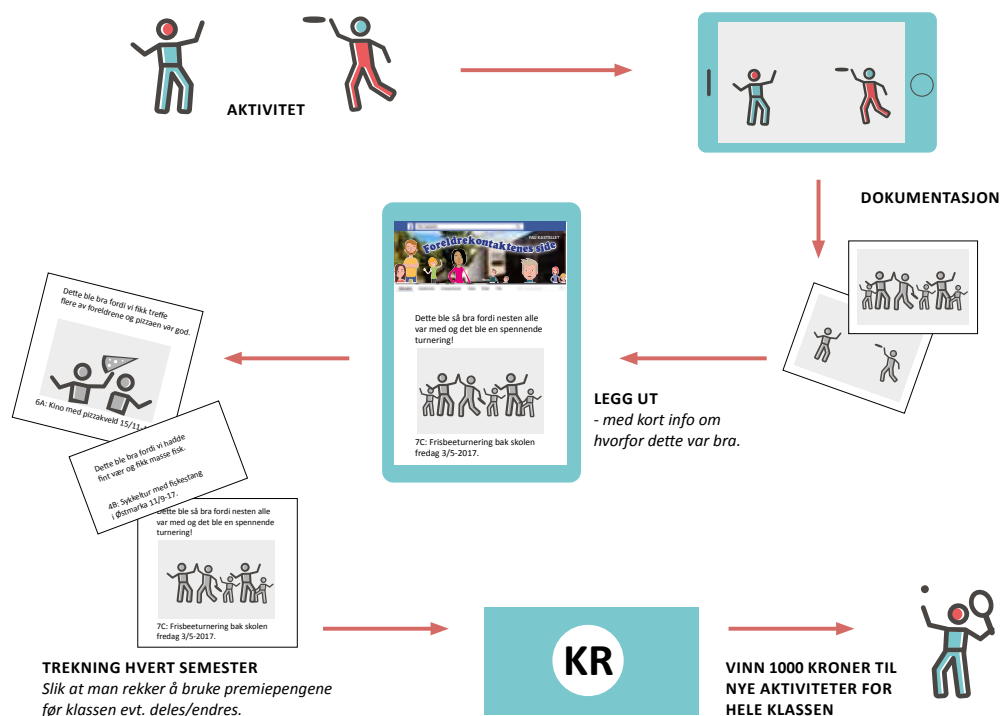 AKTIVITET
DOKUMENTASJON
FAU KASTELLET
Foreldrekontaktenes side
Dette ble så bra fordi nesten alle
var med og det ble en spennende
turnering!
7C: Frisbeeturnering bak skolen
fredag 3/5-2017.
LEGG UT
- med kort info om
hvorfor dette var bra.
Dette ble bra fordi vi fikk treffe
flere av foreldrene og pizzaen var god.
6A: Kino med pizzakveld 15/11-
Dette ble bra fordi vi hadde
fint vær og fikk masse fisk.
4B: Sykkeltur med fiskestang
i Østmarka 11/9-17.
Dette ble så bra fordi nesten alle
var med og det ble en spennende
turnering!
7C: Frisbeeturnering bak skolen
fredag 3/5-2017.
TREKNING HVERT SEMESTER
Slik at man rekker å bruke premiepengene
før klassen evt. deles/endres.
KR
VINN 1000 KRONER TIL
NYE AKTIVITETER FOR
HELE KLASSEN